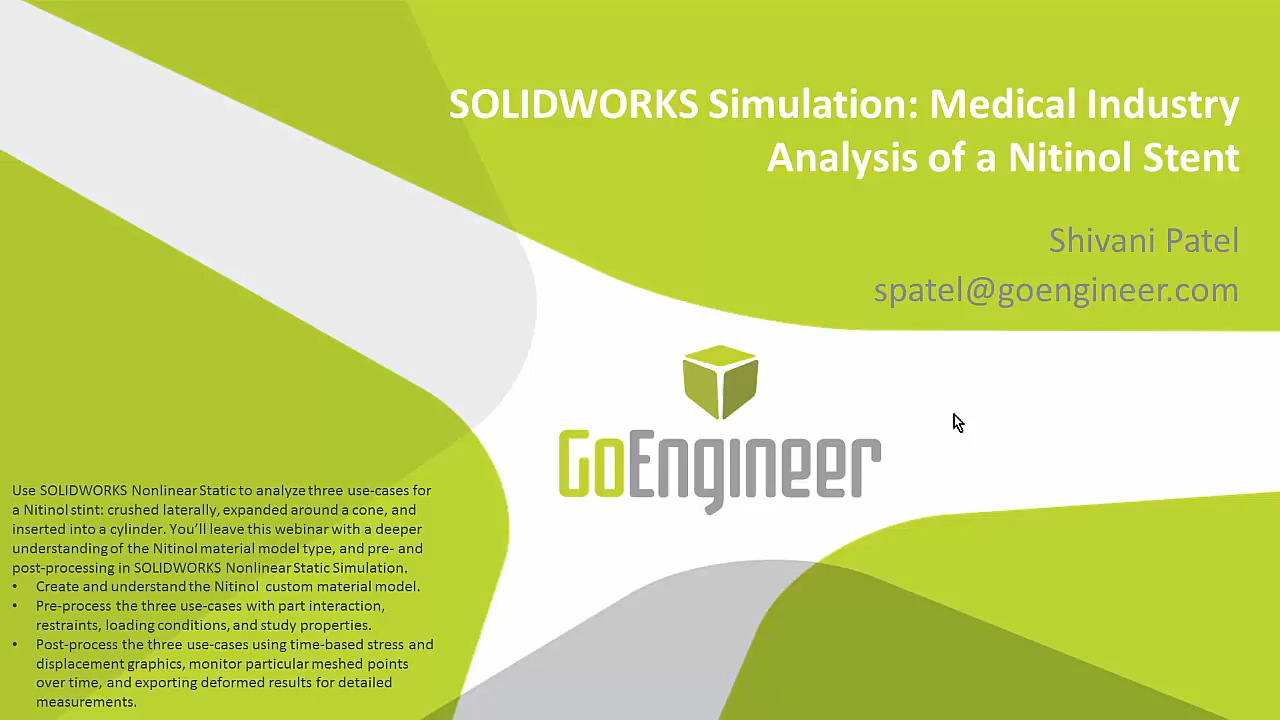 SOLIDWORKS Simulation: Medical Industry
Analysis of a Nitinol Stent
Shivani Patel
spatel@goengineer.com
GoEngineer
Use SOLIDWORKS Nonlinear Static to analyze three use-cases for
a Nitinol stint: crushed laterally, expanded around a cone, and
inserted into a cylinder. You’ll leave this webinar with a deeper
understanding of the Nitinol material model type, and pre- and
post-processing in SOLIDWORKS Nonlinear Static Simulation.
• Create and understand the Nitinol custom material model.
• Pre-process the three use-cases with part interaction,
restraints, loading conditions, and study properties.
• Post-process the three use-cases using time-based stress and
displacement graphics, monitor particular meshed points
over time, and exporting deformed results for detailed
measurements.